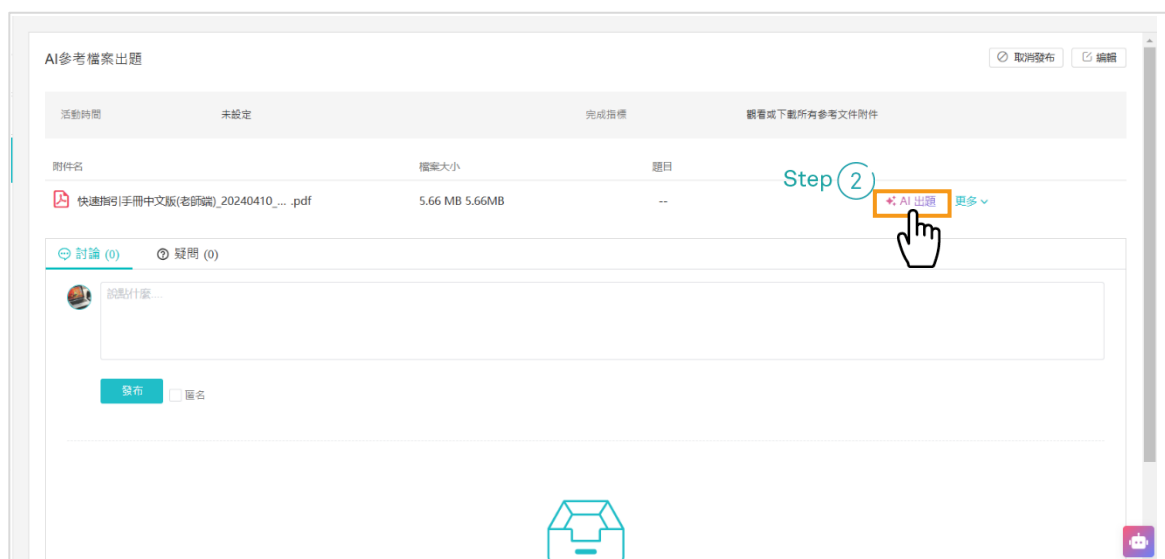 AI參考檔案出題
取消發布 編輯
活動時間 未設定 完成指標 觀看或下載所有參考文件附件
附件名 檔案大小 題目
Step 2
快速指引手冊中文版(老師端)_20240410_... .pdf 5.66 MB 5.66MB -- AI 出題 更多
討論 (0) 疑問 (0)
說點什麼...
發布 匿名